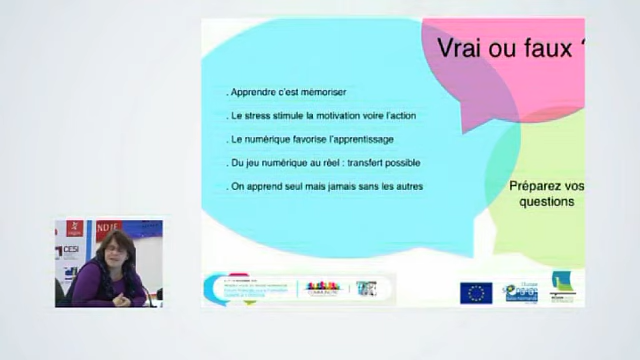 Vrai ou faux ?
. Apprendre c'est mémoriser
. Le stress stimule la motivation voire l'action
. Le numérique favorise l'apprentissage
. Du jeu numérique au réel : transfert possible
. On apprend seul mais jamais sans les autres
Préparez vos
questions
CESI